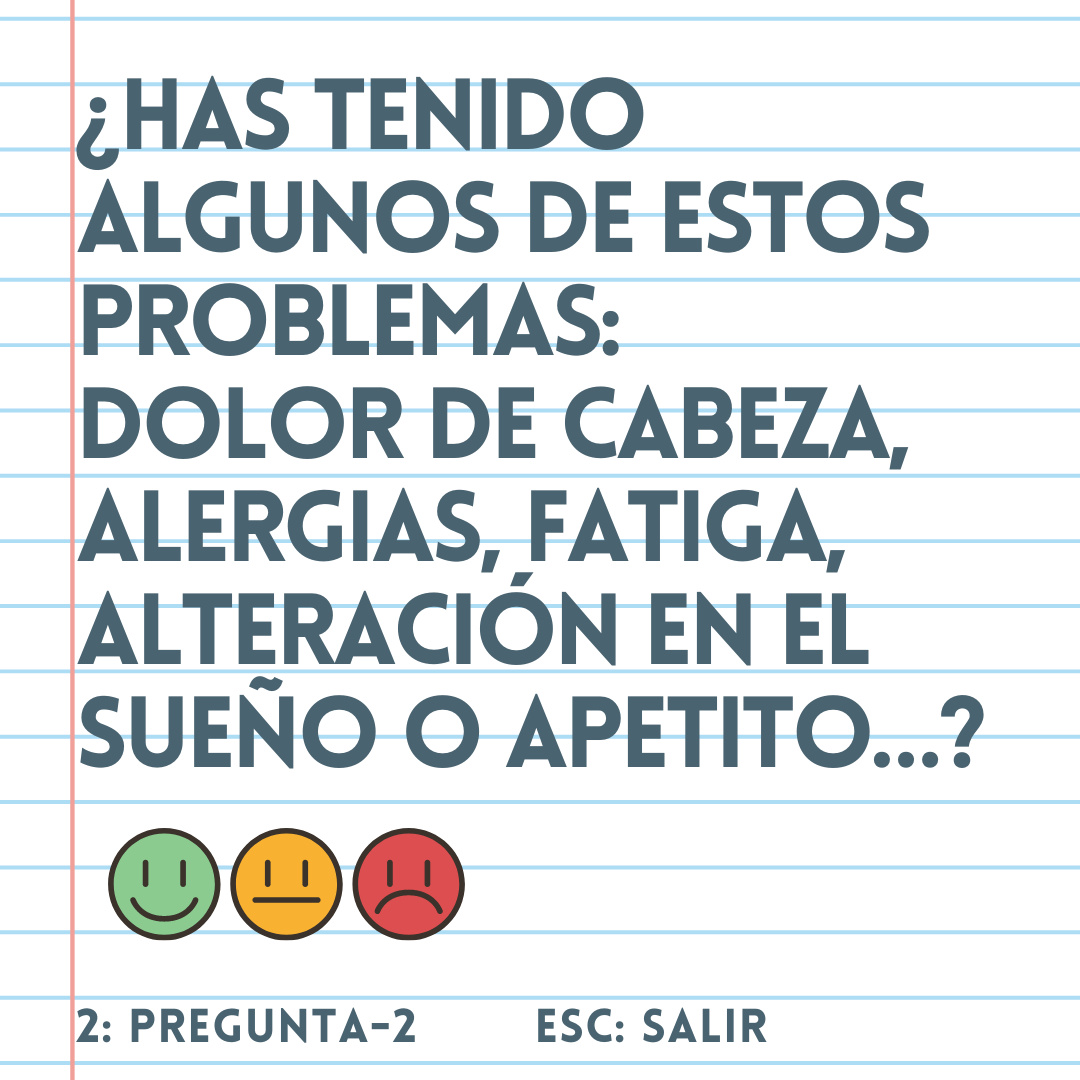 ¿HAS TENIDO
ALGUNOS DE ESTOS
PROBLEMAS:
DOLOR DE CABEZA,
ALERGIAS, FATIGA,
ALTERACIÓN EN EL
SUEÑO O APETITO...?
2: PREGUNTA-2 ESC: SALIR